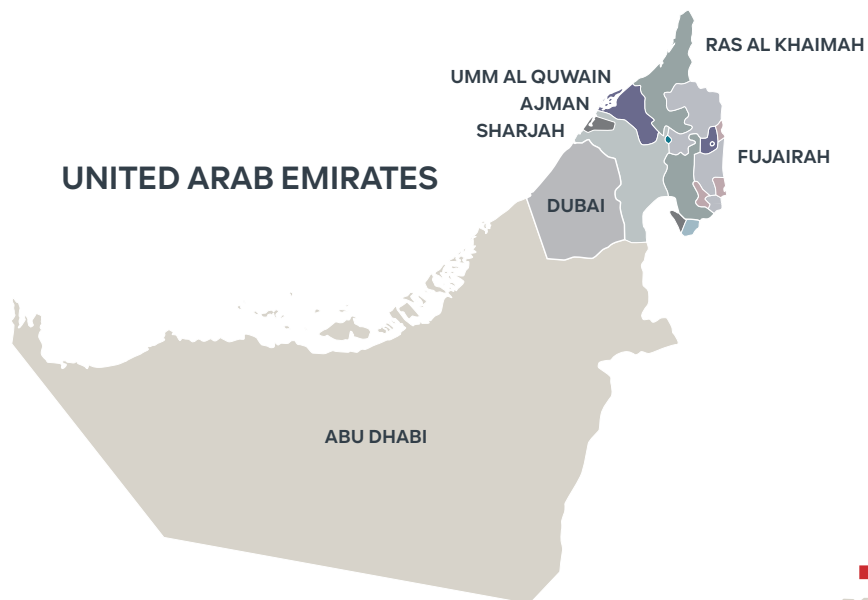 RAS AL KHAIMAH
UMM AL QUWAIN
AJMAN
SHARJAH
FUJAIRAH
UNITED ARAB EMIRATES
DUBAI
ABU DHABI